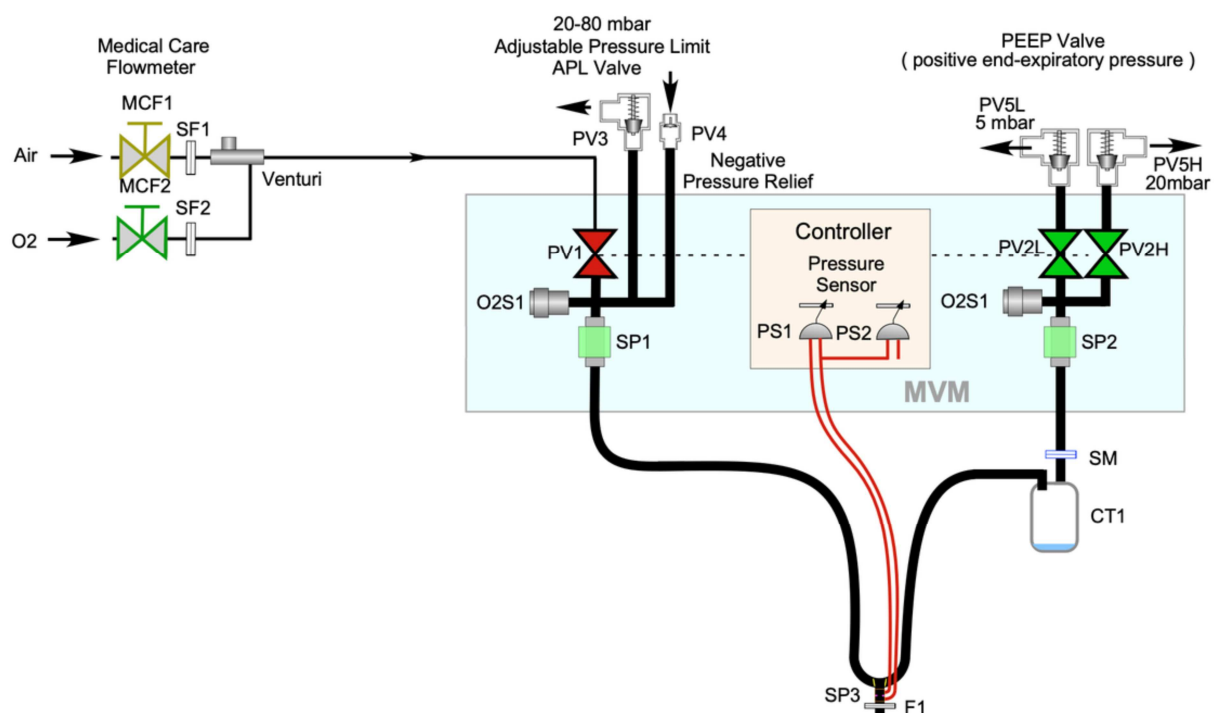 Medical Care
Flowmeter
MCF1
SF1
Air
Venturi
MCF2
SF2
O2
20-80 mbar
Adjustable Pressure Limit
APL Valve
PV3
PV4
Negative
Pressure Relief
PEEP Valve
( positive end-expiratory pressure )
PV5L
5 mbar
PV5H
20mbar
PV1
Controller
Pressure
Sensor
PS1
PS2
PV2L
PV2H
O2S1
O2S1
SP1
SP2
MVM
SM
CT1
SP3
F1